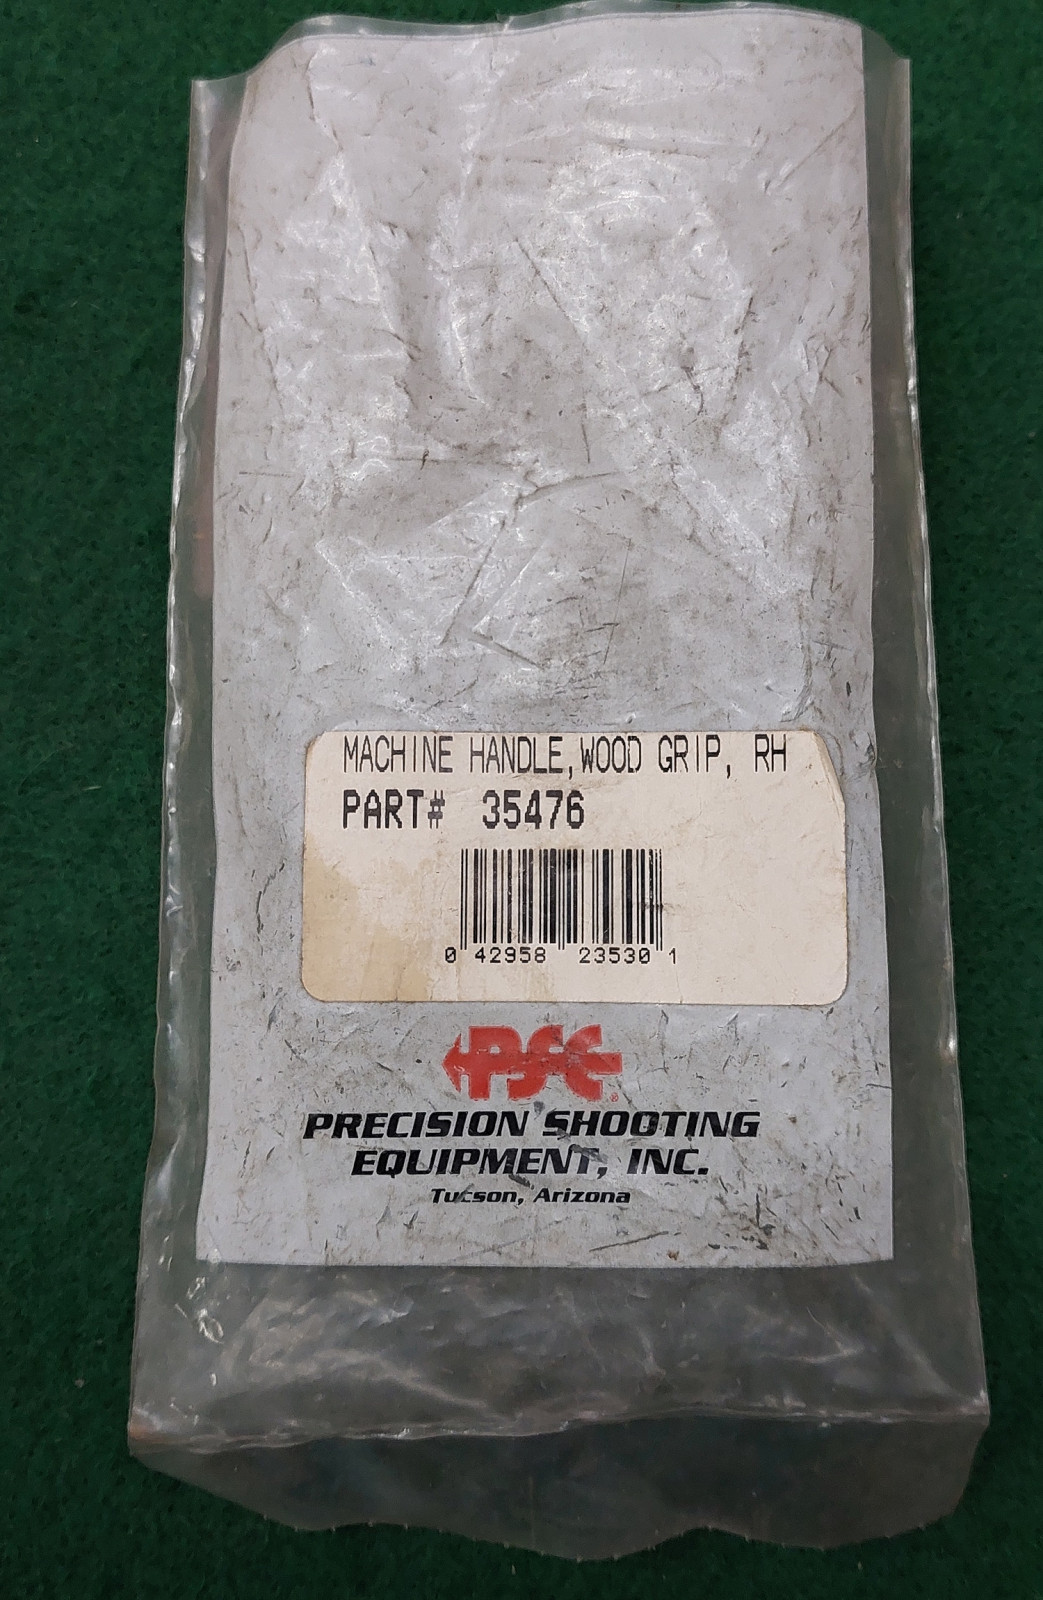 MACHINE HANDLE, WOOD GRIP, RH
PART# 35476
0 42958 23530 1
PSE®
PRECISION SHOOTING
EQUIPMENT, INC.
Tucson, Arizona